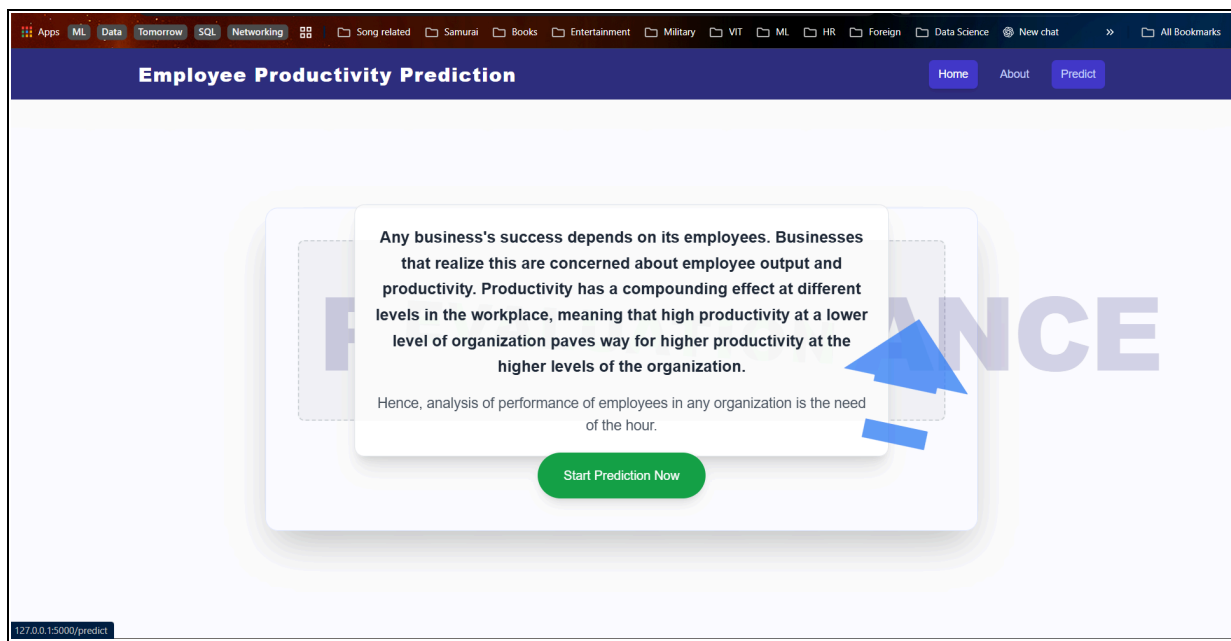 Apps ML Data Tomorrow SQL Networking Song related Samurai Books Entertainment Military VIT ML HR Foreign Data Science New chat » All Bookmarks
Employee Productivity Prediction Home About Predict
Any business's success depends on its employees. Businesses
that realize this are concerned about employee output and
productivity. Productivity has a compounding effect at different
levels in the workplace, meaning that high productivity at a lower
level of organization paves way for higher productivity at the
higher levels of the organization.
Hence, analysis of performance of employees in any organization is the need
of the hour.
Start Prediction Now
127.0.0.1:5000/predict